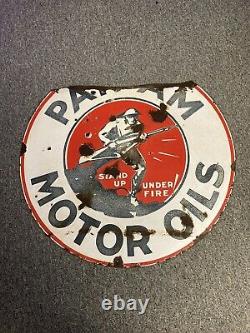 PAN-AM
STAND
UP UNDER
FIRE!
MOTOR OILS